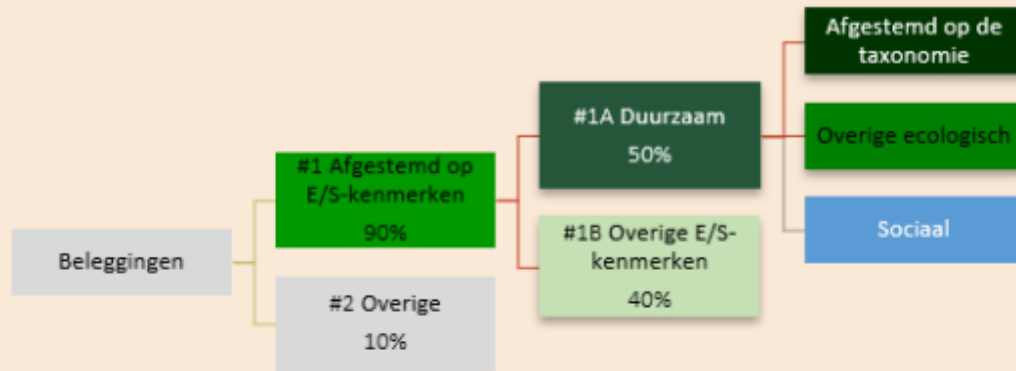 Beleggingen
#1 Afgestemd op
E/S-kenmerken
90%
#2 Overige
10%
#1A Duurzaam
50%
#1B Overige E/S-
kenmerken
40%
Afgestemd op de
taxonomie
Overige ecologisch
Sociaal